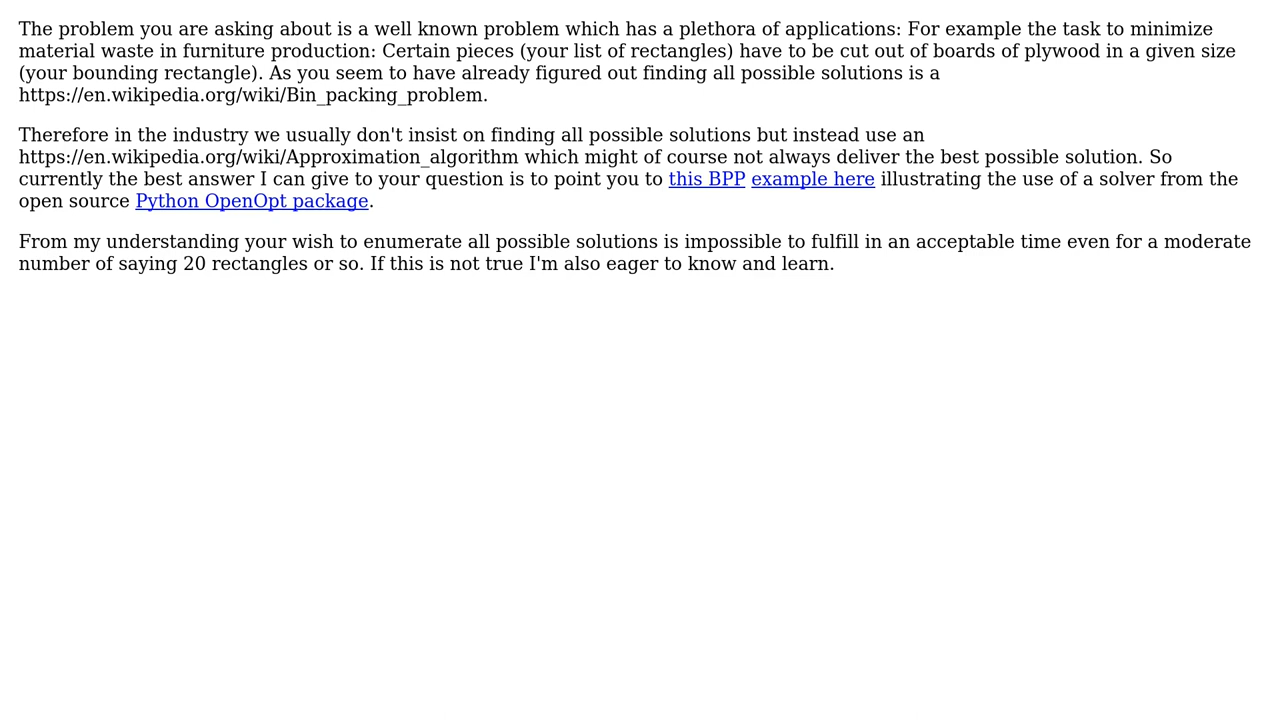 The problem you are asking about is a well known problem which has a plethora of applications: For example the task to minimize
material waste in furniture production: Certain pieces (your list of rectangles) have to be cut out of boards of plywood in a given size
(your bounding rectangle). As you seem to have already figured out finding all possible solutions is a
https://en.wikipedia.org/wiki/Bin_packing_problem.
Therefore in the industry we usually don't insist on finding all possible solutions but instead use an
https://en.wikipedia.org/wiki/Approximation_algorithm which might of course not always deliver the best possible solution. So
currently the best answer I can give to your question is to point you to this BPP example here illustrating the use of a solver from the
open source Python OpenOpt package.
From my understanding your wish to enumerate all possible solutions is impossible to fulfill in an acceptable time even for a moderate
number of saying 20 rectangles or so. If this is not true I'm also eager to know and learn.